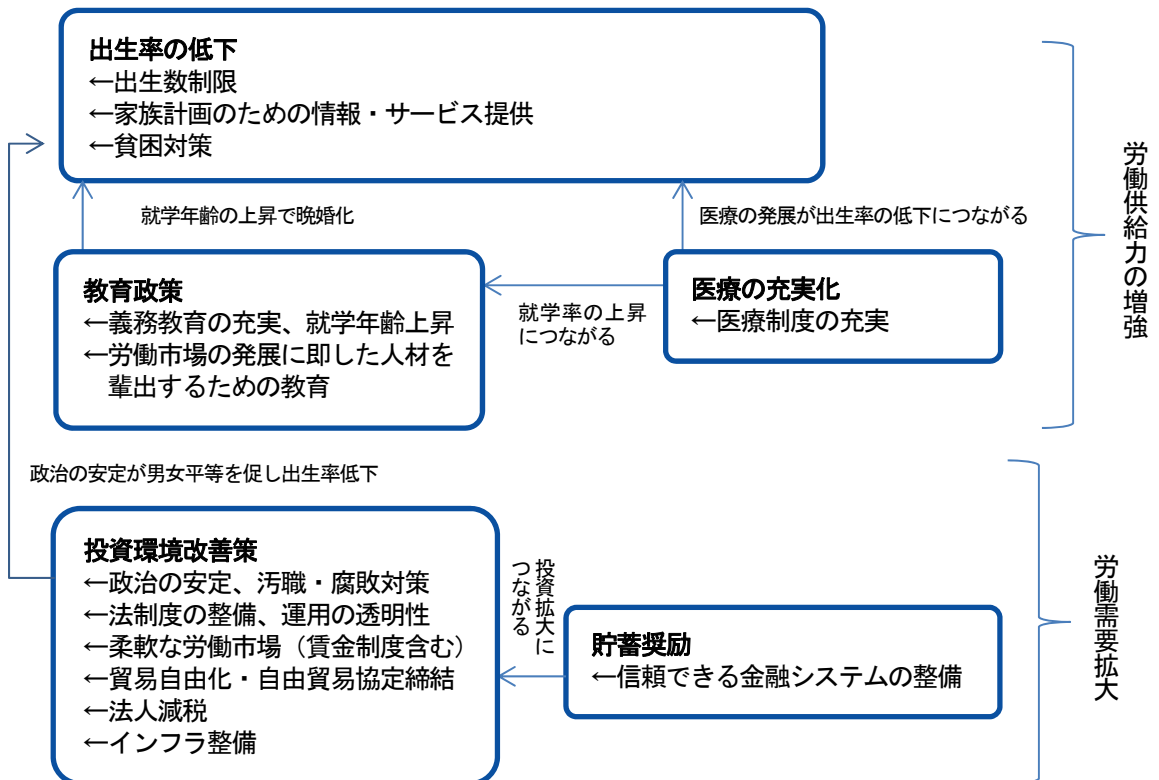 出生率の低下
←出生数制限
←家族計画のための情報・サービス提供
←貧困対策
就学年齢の上昇で晩婚化
医療の発展が出生率の低下につながる
教育政策
←義務教育の充実、就学年齢上昇
←労働市場の発展に即した人材を
輩出するための教育
就学率の上昇
につながる
医療の充実化
←医療制度の充実
労働供給力の増強
政治の安定が男女平等を促し出生率低下
投資環境改善策
←政治の安定、汚職・腐敗対策
←法制度の整備、運用の透明性
←柔軟な労働市場（賃金制度含む）
←貿易自由化・自由貿易協定締結
←法人減税
←インフラ整備
投資拡大に
つながる
貯蓄奨励
←信頼できる金融システムの整備
労働需要拡大